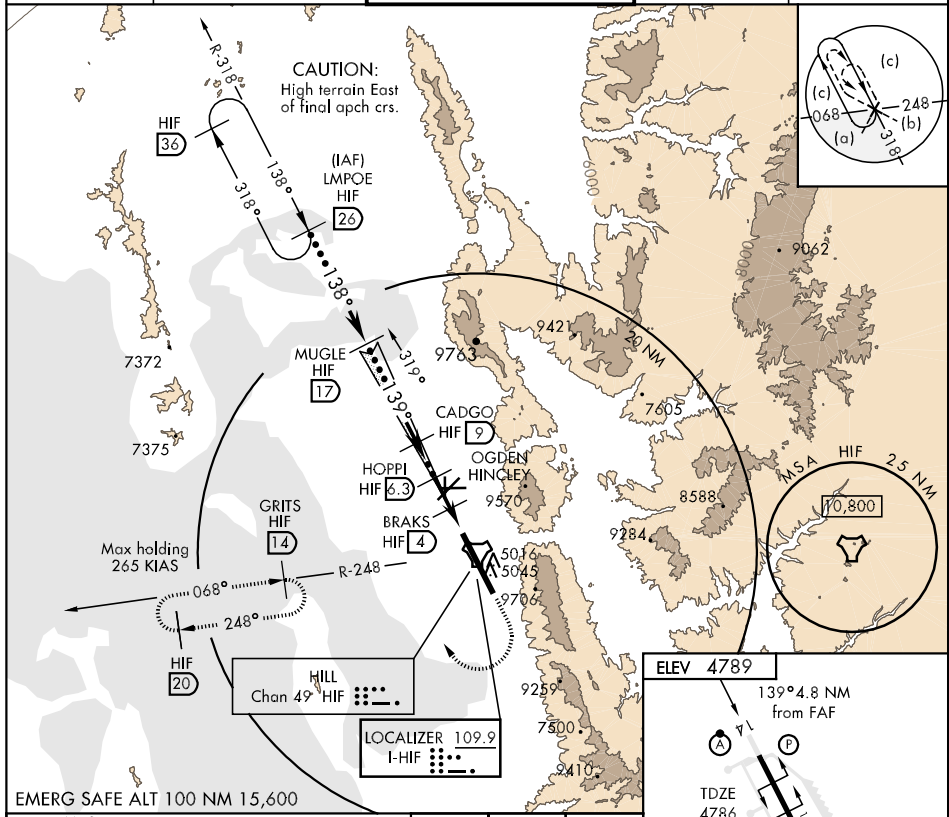 R-318°
CAUTION:
High terrain East
of final apch crs.
HIF
36
138°
318°
(IAF)
LMPOE
HIF
26
138°
(c)
(c)
068
248
(b)
(a)
318
6000
8000
9062
7372
7375
9763
9421
20 NM
7605
MUGLE
HIF
17
319°
139°
CADGO
HIF 9
HOPPI
HIF 6.3
OGDEN
HINCLEY
9570
BRAKS
HIF 4
GRITS
HIF
14
Max holding
265 KIAS
068°
R-248
248°
HIF
20
5016
5045
9706
8588
9284
MSA HIF 25 NM
10,800
HILL
Chan 49 HIF
LOCALIZER 109.9
I-HIF
9259
7500
9410
EMERG SAFE ALT 100 NM 15,600
ELEV 4789
139° 4.8 NM
from FAF
14
A
P
TDZE
4786